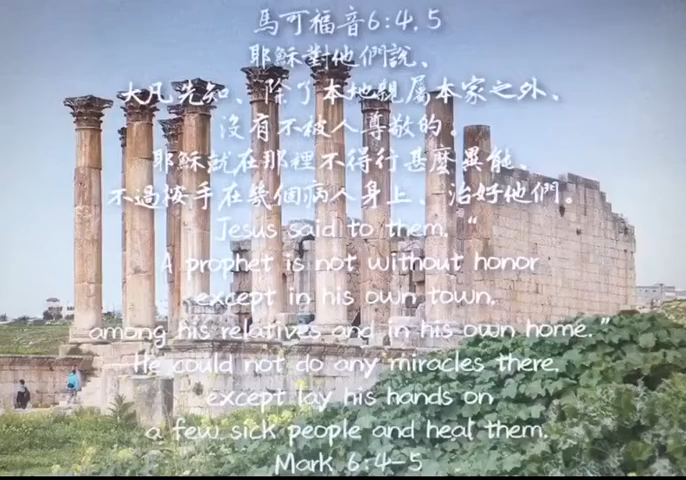 馬可福音6:4,5
耶穌對他們說、
大凡先知、除了本地親屬本家之外、
沒有不被人尊敬的。
耶穌就在那裡不得行甚麼異能、
不過按手在幾個病人身上、治好他們。
Jesus said to them, “
A prophet is not without honor
except in his own town,
among his relatives and in his own home.”
He could not do any miracles there,
except lay his hands on
a few sick people and heal them.
Mark 6:4-5